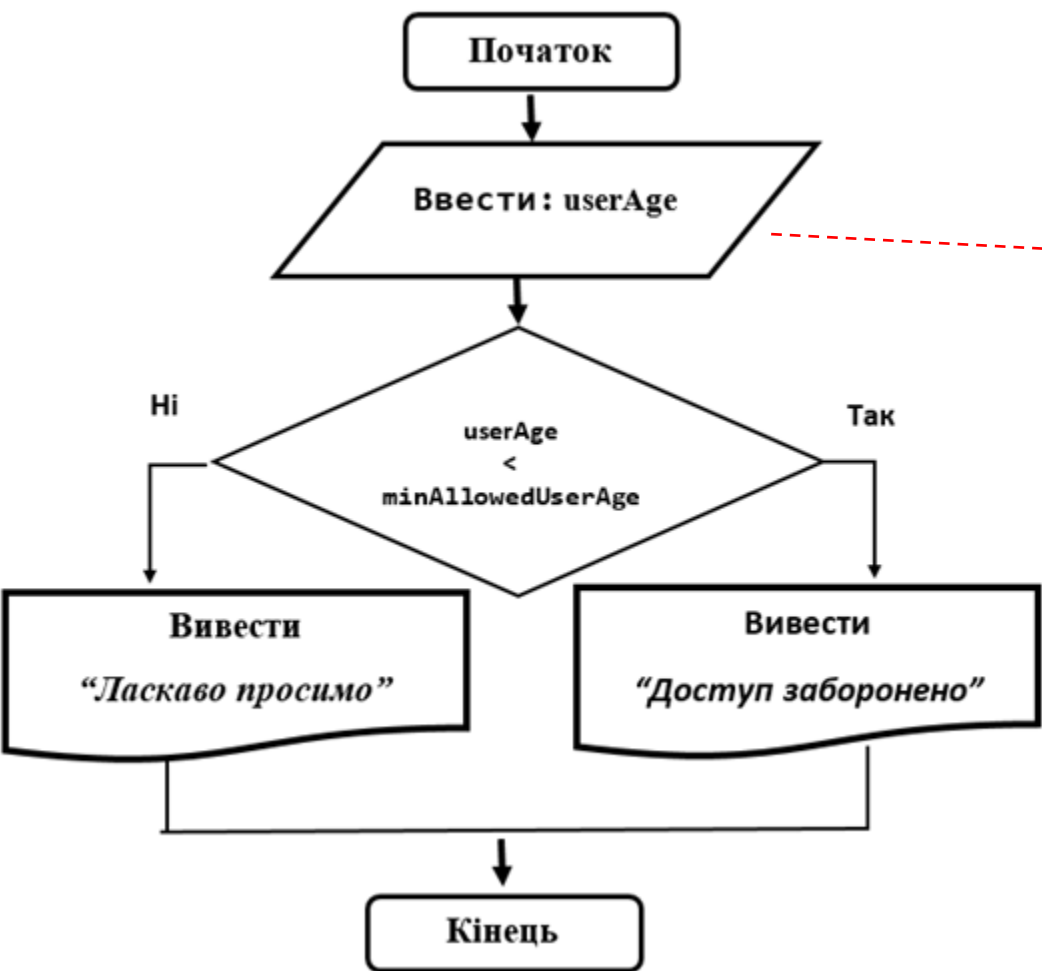 Початок
Ввести: userAge
Ні
Так
userAge
<
minAllowedUserAge
Вивести
“Ласкаво просимо”
Вивести
“Доступ заборонено”
Кінець